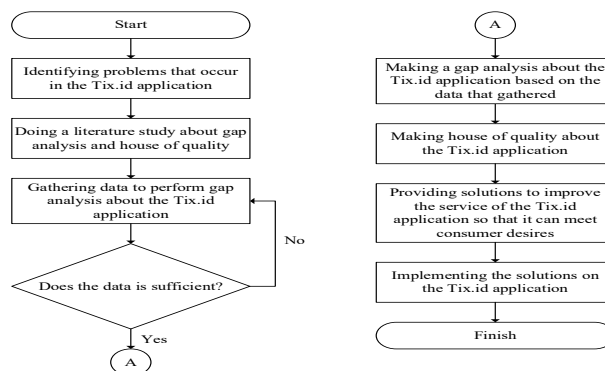 Start
Identifying problems that occur
in the Tix.id application
Doing a literature study about gap
analysis and house of quality
Gathering data to perform gap
analysis about the Tix.id
application
No
Does the data is sufficient?
Yes
A
A
Making a gap analysis about the
Tix.id application based on the
data that gathered
Making house of quality about
the Tix.id application
Providing solutions to improve
the service of the Tix.id
application so that it can meet
consumer desires
Implementing the solutions on
the Tix.id application
Finish